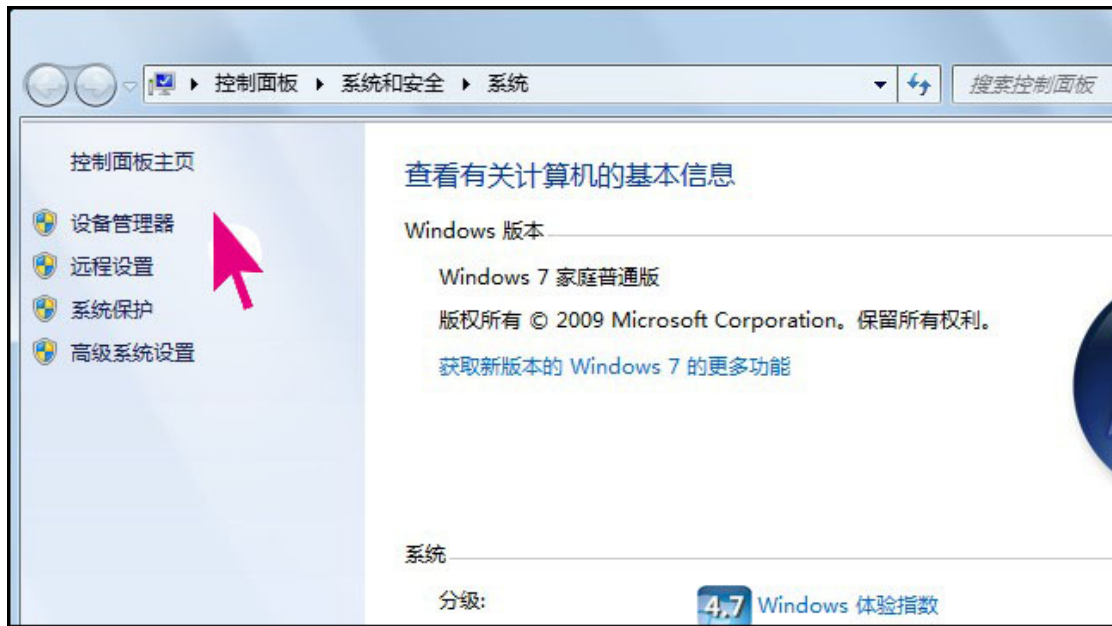 控制面板 ▸ 系统和安全 ▸ 系统
搜索控制面板
控制面板主页
设备管理器
远程设置
系统保护
高级系统设置
查看有关计算机的基本信息
Windows 版本
Windows 7 家庭普通版
版权所有 © 2009 Microsoft Corporation。保留所有权利。
获取新版本的 Windows 7 的更多功能
系统
分级:
4.7 Windows 体验指数